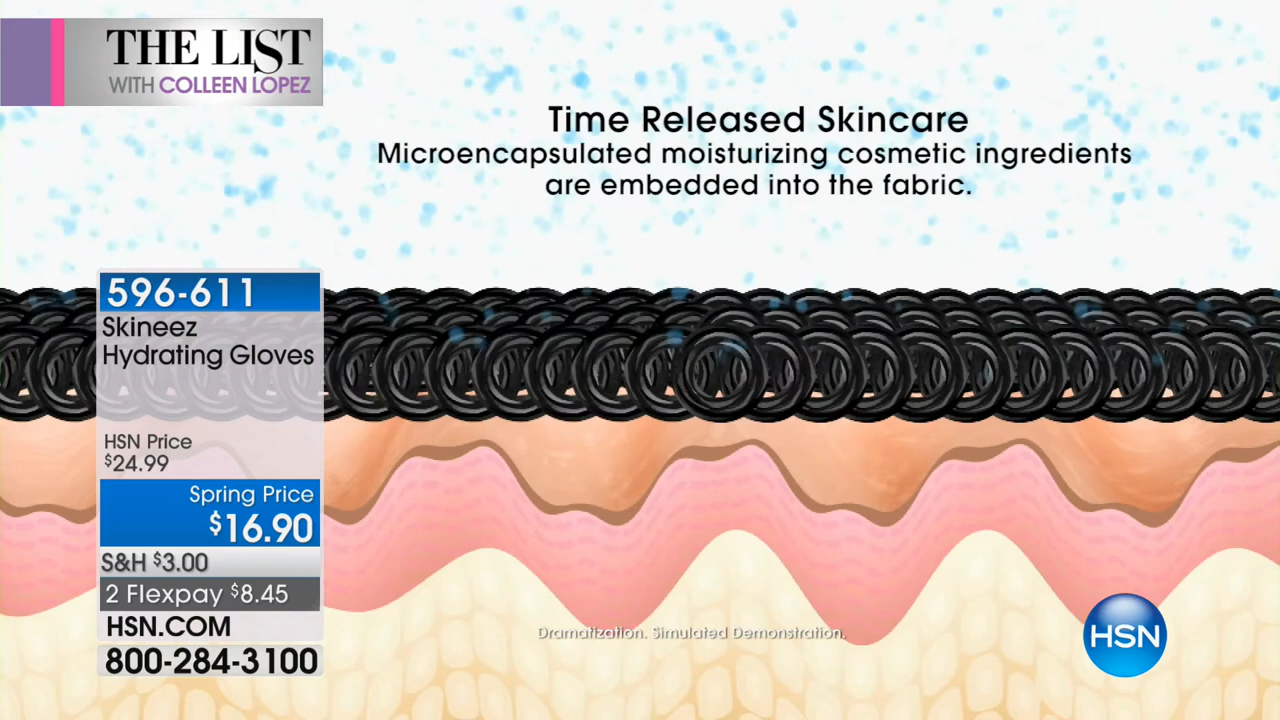 THE LIST
WITH COLLEEN LOPEZ
Time Released Skincare
Microencapsulated moisturizing cosmetic ingredients
are embedded into the fabric.
596-611
Skineez
Hydrating Gloves
HSN Price
$24.99
Spring Price
$16.90
S&H $3.00
2 Flexpay $8.45
HSN.COM
800-284-3100
Dramatization. Simulated Demonstration.
HSN